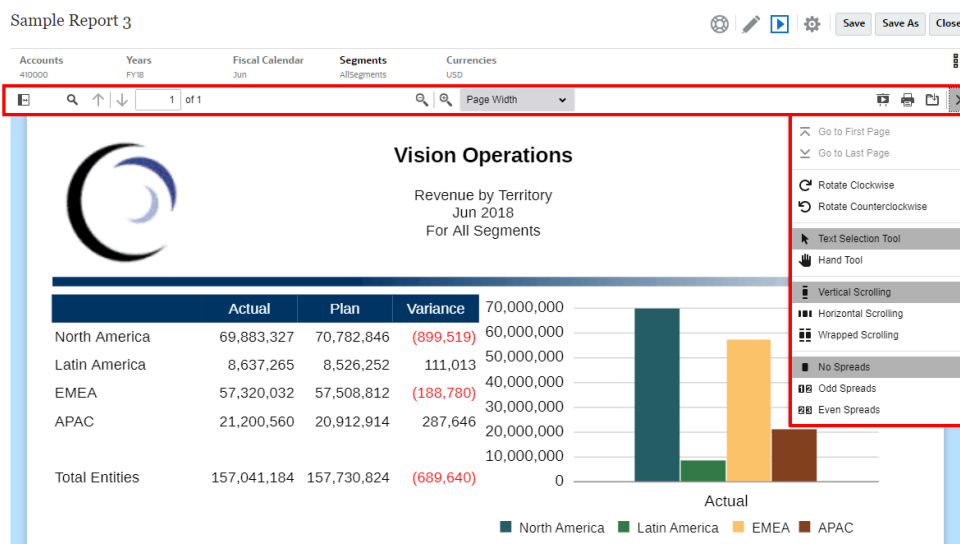 Sample Report 3
Save Save As Close
Accounts Years Fiscal Calendar Segments Currencies
410000 FY18 Jun AllSegments USD
1 of 1 Page Width
Go to First Page
Go to Last Page
Rotate Clockwise
Rotate Counterclockwise
Text Selection Tool
Hand Tool
Vertical Scrolling
Horizontal Scrolling
Wrapped Scrolling
No Spreads
Odd Spreads
Even Spreads
Vision Operations
Revenue by Territory
Jun 2018
For All Segments
Actual Plan Variance
North America 69,883,327 70,782,846 (899,519)
Latin America 8,637,265 8,526,252 111,013
EMEA 57,320,032 57,508,812 (188,780)
APAC 21,200,560 20,912,914 287,646
Total Entities 157,041,184 157,730,824 (689,640)
70,000,000
60,000,000
50,000,000
40,000,000
30,000,000
20,000,000
10,000,000
0
Actual
North America Latin America EMEA APAC